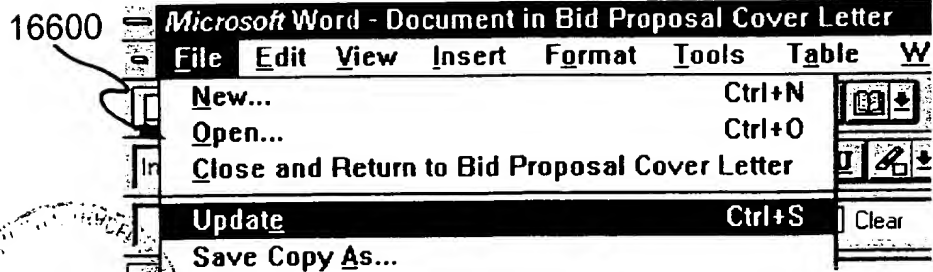 16600
Microsoft Word - Document in Bid Proposal Cover Letter
File Edit View Insert Format Tools Table W
New... Ctrl+N
Open... Ctrl+O
Close and Return to Bid Proposal Cover Letter
In
Update Ctrl+S
Clear
Save Copy As...